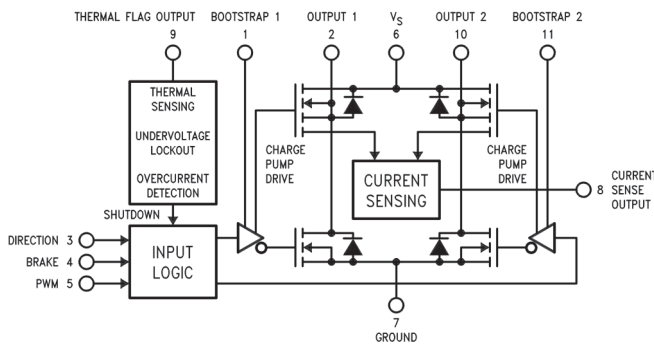 THERMAL FLAG OUTPUT
9
BOOTSTRAP 1
1
OUTPUT 1
2
VS
6
OUTPUT 2
10
BOOTSTRAP 2
11
THERMAL
SENSING
UNDERVOLTAGE
LOCKOUT
OVERCURRENT
DETECTION
CHARGE
PUMP
DRIVE
CURRENT
SENSING
CHARGE
PUMP
DRIVE
8 CURRENT
SENSE
OUTPUT
SHUTDOWN
DIRECTION 3
BRAKE 4
PWM 5
INPUT
LOGIC
7
GROUND